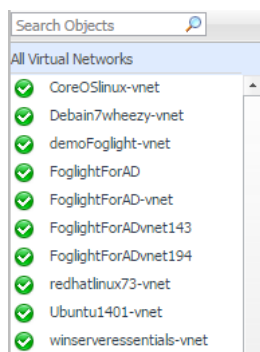 Search Objects
All Virtual Networks
CoreOSlinux-vnet
Debain7wheezy-vnet
demoFoglight-vnet
FoglightForAD
FoglightForAD-vnet
FoglightForADvnet143
FoglightForADvnet194
redhatlinux73-vnet
Ubuntu1401-vnet
winserveressentials-vnet